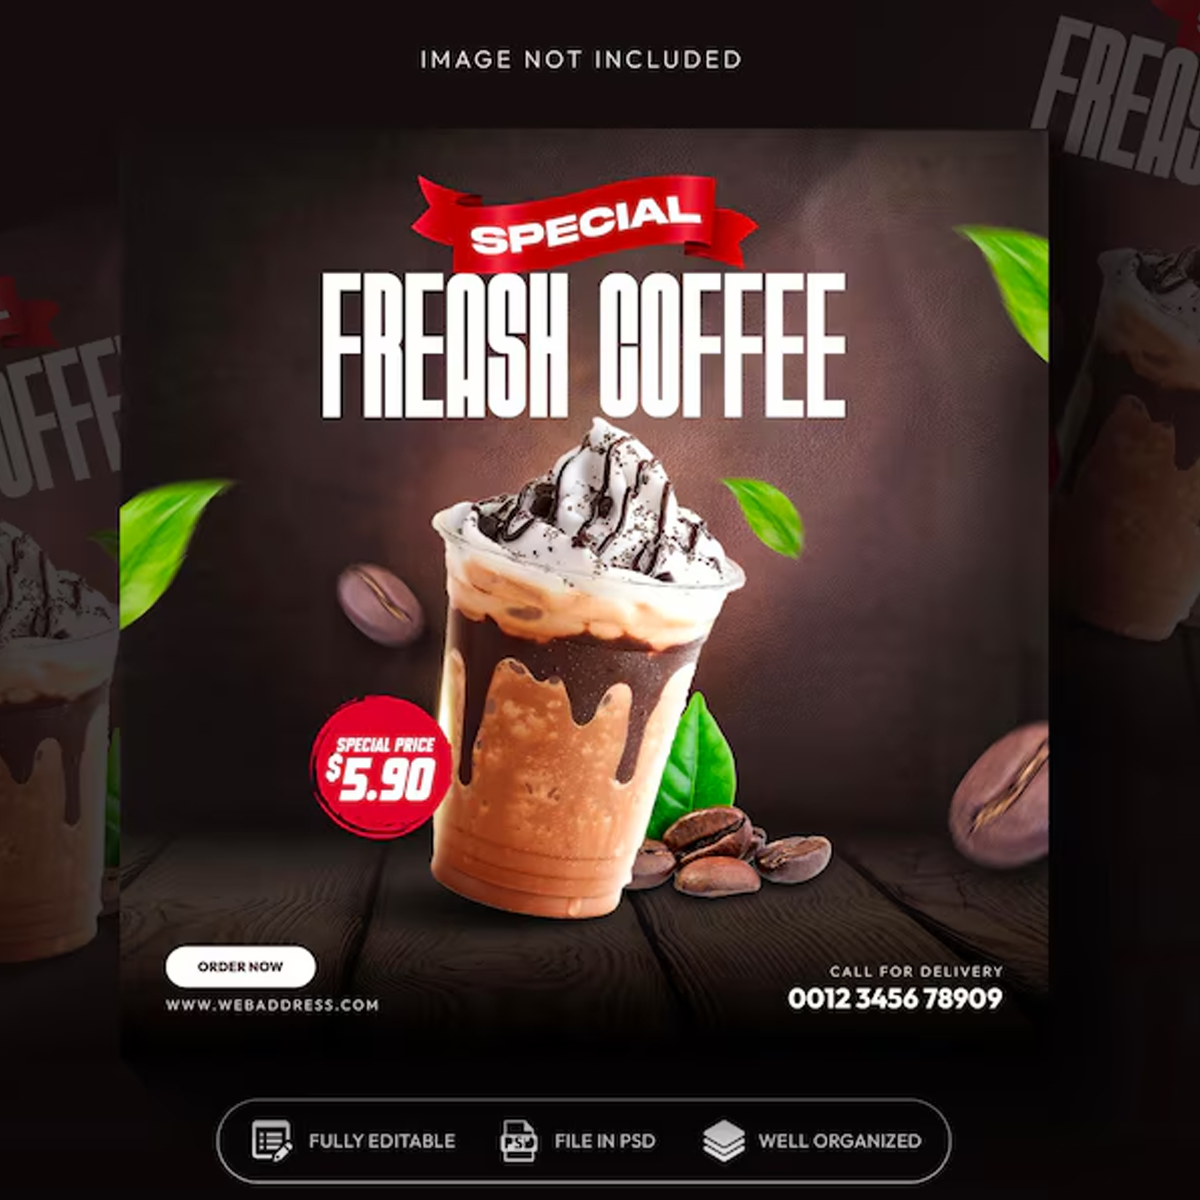 IMAGE NOT INCLUDED
SPECIAL
FREASH COFFEE
SPECIAL PRICE
$5.90
ORDER NOW
WWW.WEBADDRESS.COM
CALL FOR DELIVERY
0012 3456 78909
FULLY EDITABLE
PSD
FILE IN PSD
WELL ORGANIZED